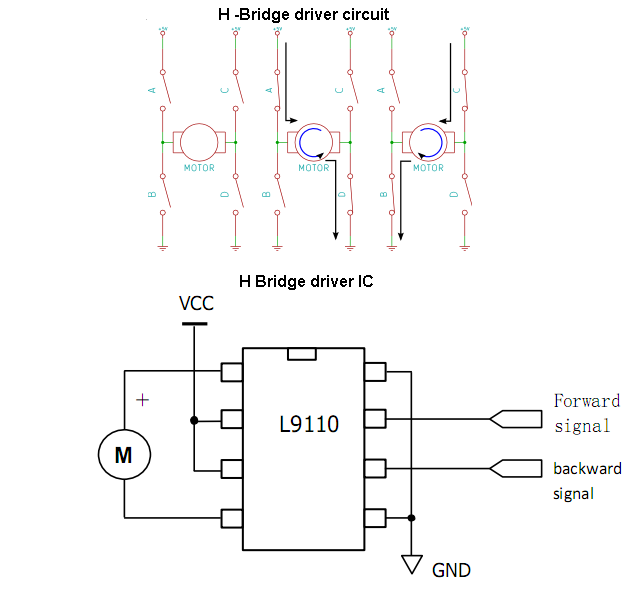 H -Bridge driver circuit
+5V +5V +5V +5V +5V +5V
A C A C A C
MOTOR MOTOR MOTOR
B D B D B D
H Bridge driver IC
VCC
+
L9110
M
Forward
signal
backward
signal
GND